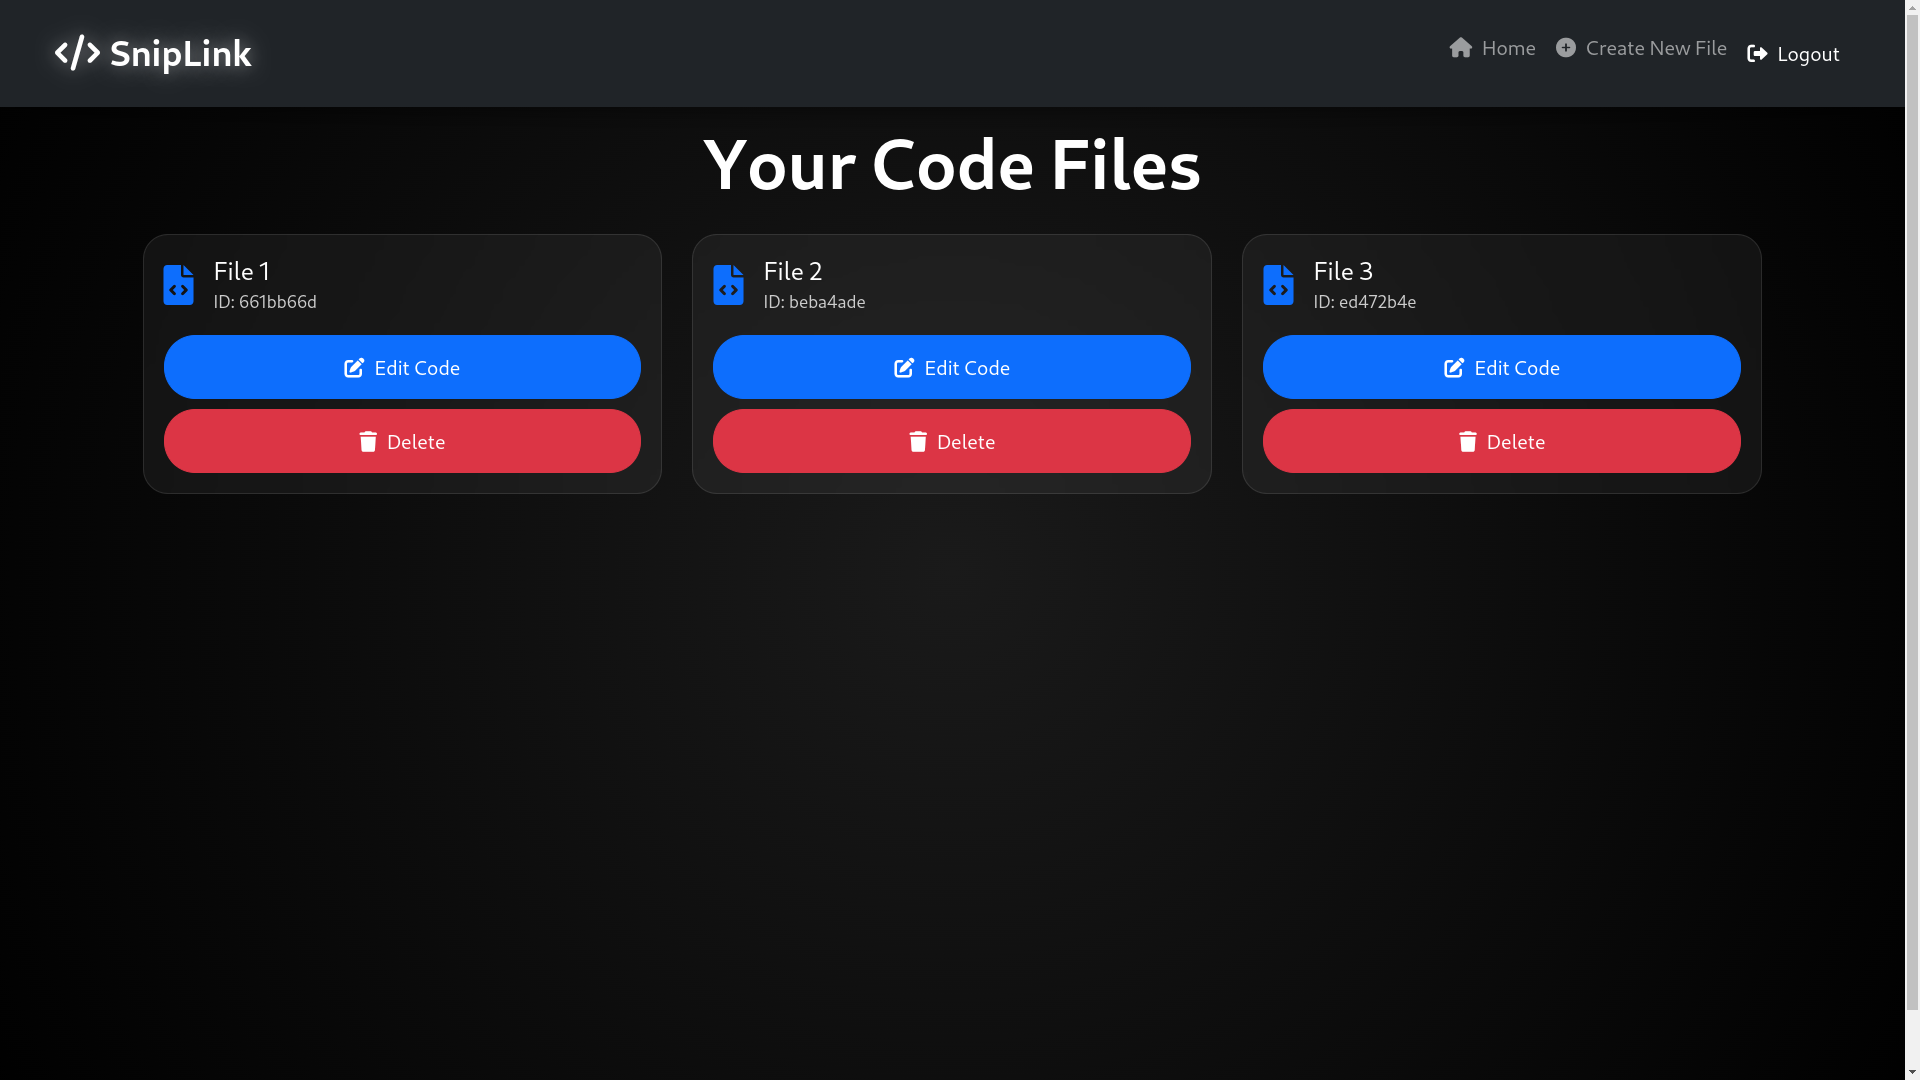 SnipLink
Home
Create New File
Logout
Your Code Files
File 1
ID: 661bb66d
Edit Code
Delete
File 2
ID: beba4ade
Edit Code
Delete
File 3
ID: ed472b4e
Edit Code
Delete